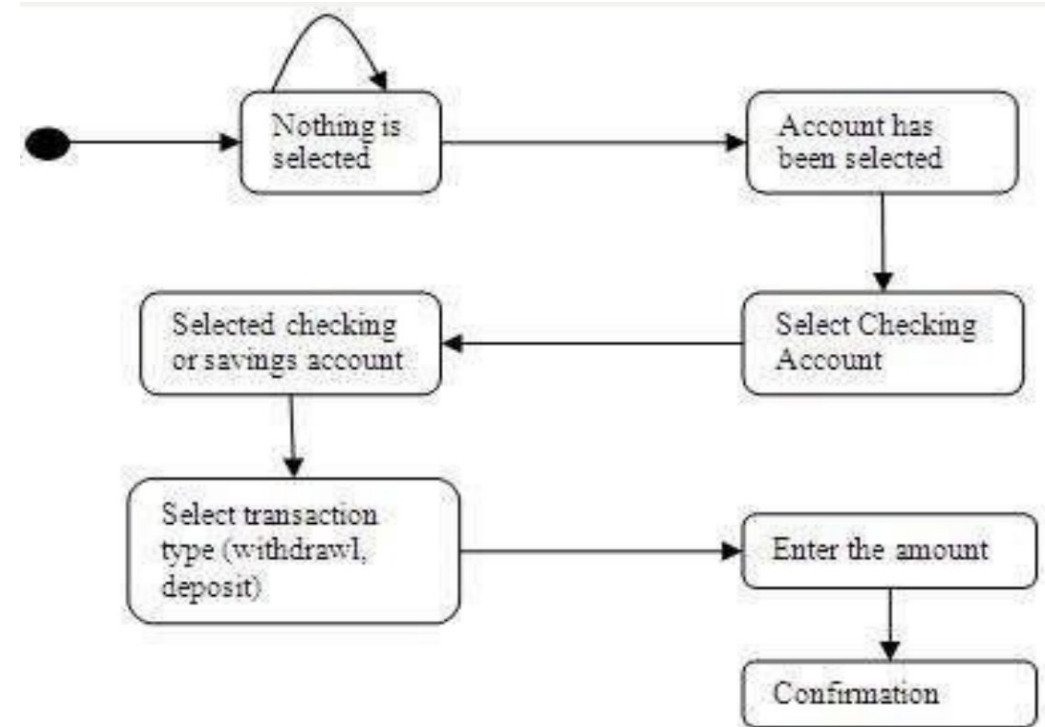 Nothing is
selected
Account has
been selected
Select Checking
Account
Selected checking
or savings account
Select transaction
type (withdrawl,
deposit)
Enter the amount
Confirmation